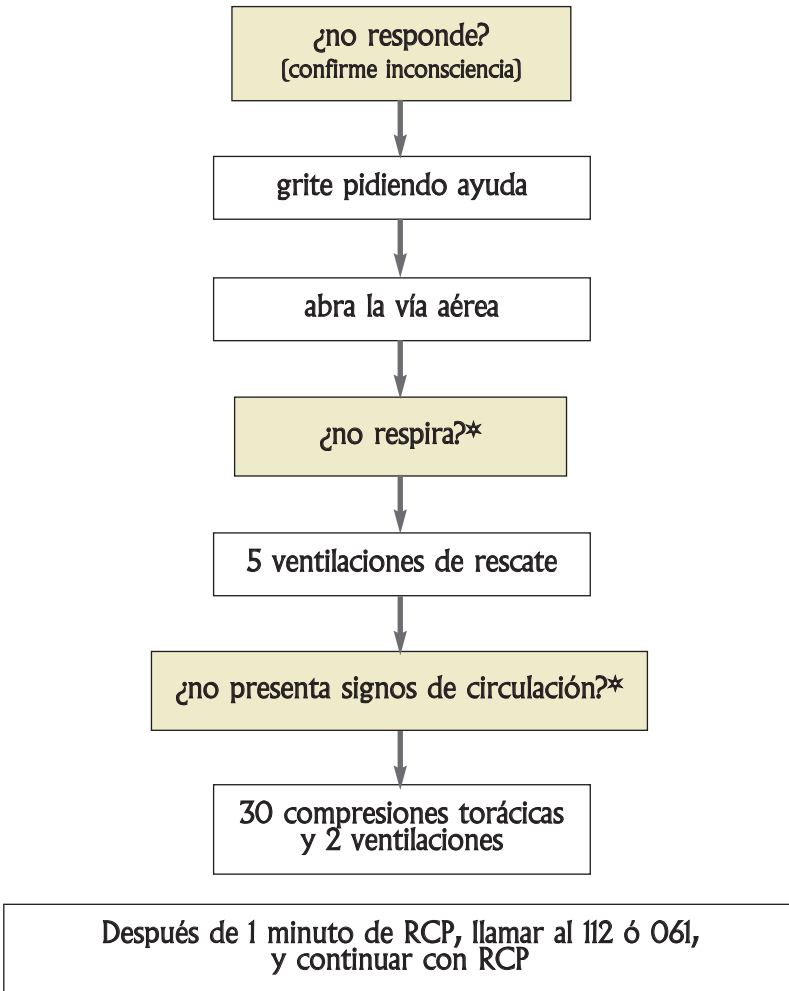 ¿no responde?
(confirme inconsciencia)
grite pidiendo ayuda
abra la vía aérea
¿no respira?*
5 ventilaciones de rescate
¿no presenta signos de circulación?*
30 compresiones torácicas
y 2 ventilaciones
Después de 1 minuto de RCP, llamar al 112 ó 061,
y continuar con RCP